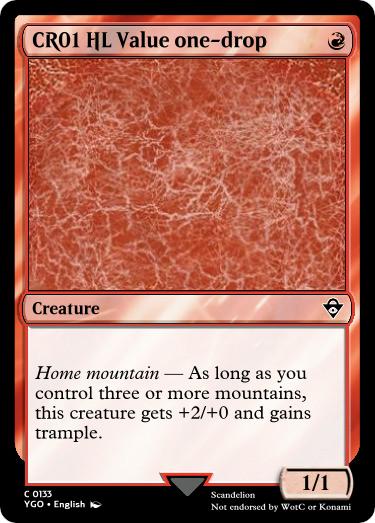 CR01 HL Value one-drop
Creature
Home mountain — As long as you
control three or more mountains,
this creature gets +2/+0 and gains
trample.
1/1
C 0133
YGO • English
Scandelion
Not endorsed by WotC or Konami